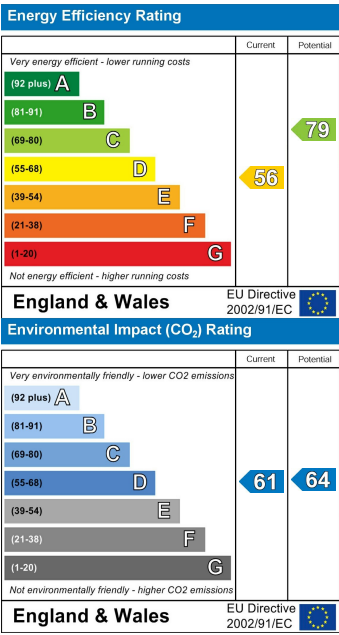 Energy Efficiency Rating
Current Potential
Very energy efficient - lower running costs
(92 plus) A
(81-91) B
(69-80) C
(55-68) D
(39-54) E
(21-38) F
(1-20) G
56
79
Not energy efficient - higher running costs
England & Wales
EU Directive
2002/91/EC
Environmental Impact (CO₂) Rating
Current Potential
Very environmentally friendly - lower CO2 emissions
(92 plus) A
(81-91) B
(69-80) C
(55-68) D
(39-54) E
(21-38) F
(1-20) G
61
64
Not environmentally friendly - higher CO2 emissions
England & Wales
EU Directive
2002/91/EC